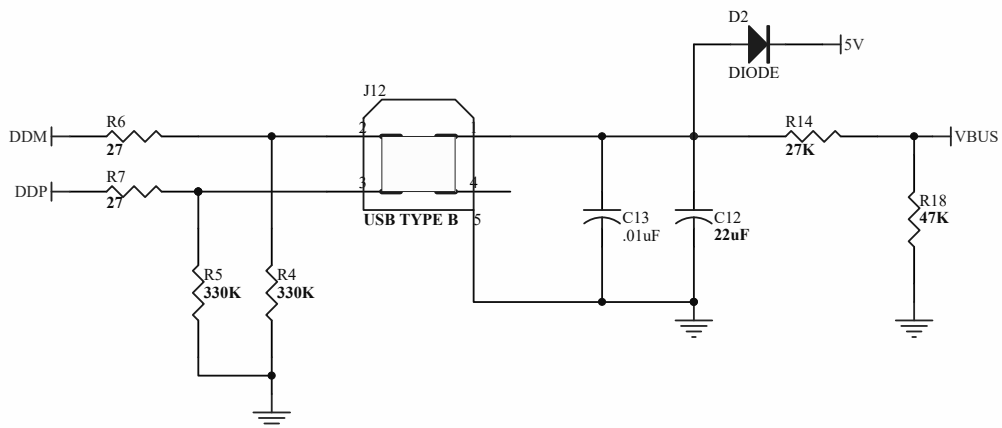 D2
5V
DIODE
J12
R6
2
1
R14
DDM
27
27K
VBUS
R7
3
4
DDP
27
R18
47K
USB TYPE B
5
C13
.01uF
C12
22uF
R5
330K
R4
330K